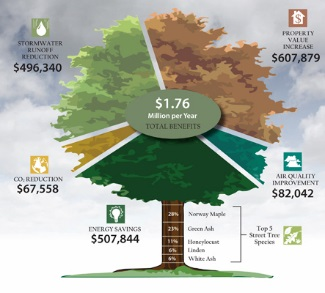 STORMWATER
RUNOFF
REDUCTION
$496,340
PROPERTY
VALUE
INCREASE
$607,879
$1.76
Million per Year
TOTAL BENEFITS
CO2 REDUCTION
$67,558
AIR QUALITY
IMPROVEMENT
$82,042
ENERGY SAVINGS
$507,844
28% Norway Maple
23% Green Ash
11% Honeylocust
6% Linden
6% White Ash
Top 5
Street Tree
Species